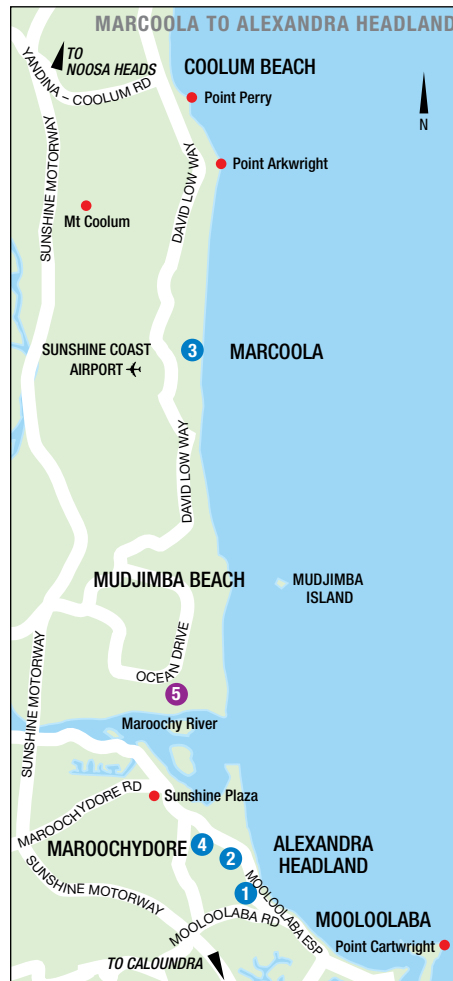 MARCOOLA TO ALEXANDRA HEADLAND
TO
NOOSA HEADS
COOLUM BEACH
YANDINA – COOLUM RD
Point Perry
N
Point Arkwright
SUNSHINE MOTORWAY
DAVID LOW WAY
Mt Coolum
SUNSHINE COAST
AIRPORT
3
MARCOOLA
DAVID LOW WAY
MUDJIMBA BEACH
MUDJIMBA
ISLAND
OCEAN DRIVE
5
SUNSHINE MOTORWAY
Maroochy River
MAROOCHYDORE RD
Sunshine Plaza
MAROOCHYDORE
4
2
ALEXANDRA
HEADLAND
1
SUNSHINE MOTORWAY
MOOLOOLABA RD
MOOLOOLABA ESP
MOOLOOLABA
Point Cartwright
TO CALOUNDRA